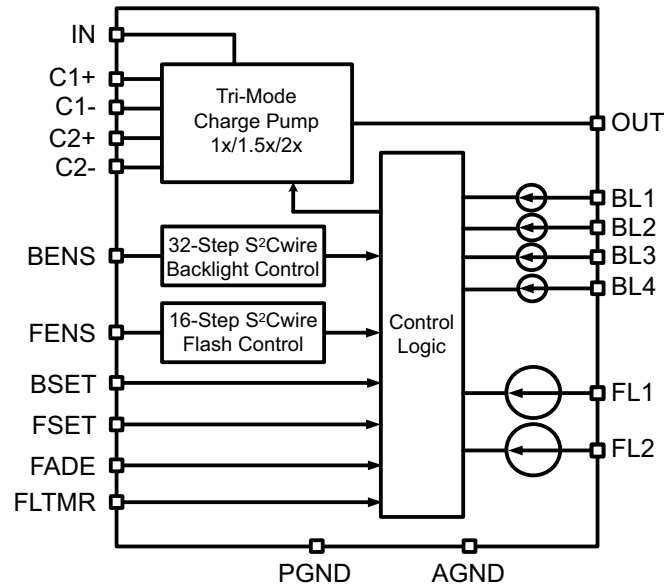 IN
C1+
C1-
C2+
C2-
Tri-Mode
Charge Pump
1x/1.5x/2x
OUT
BL1
BL2
BL3
BL4
BENS
32-Step S²Cwire
Backlight Control
FENS
16-Step S²Cwire
Flash Control
Control
Logic
BSET
FSET
FADE
FLTMR
FL1
FL2
PGND
AGND